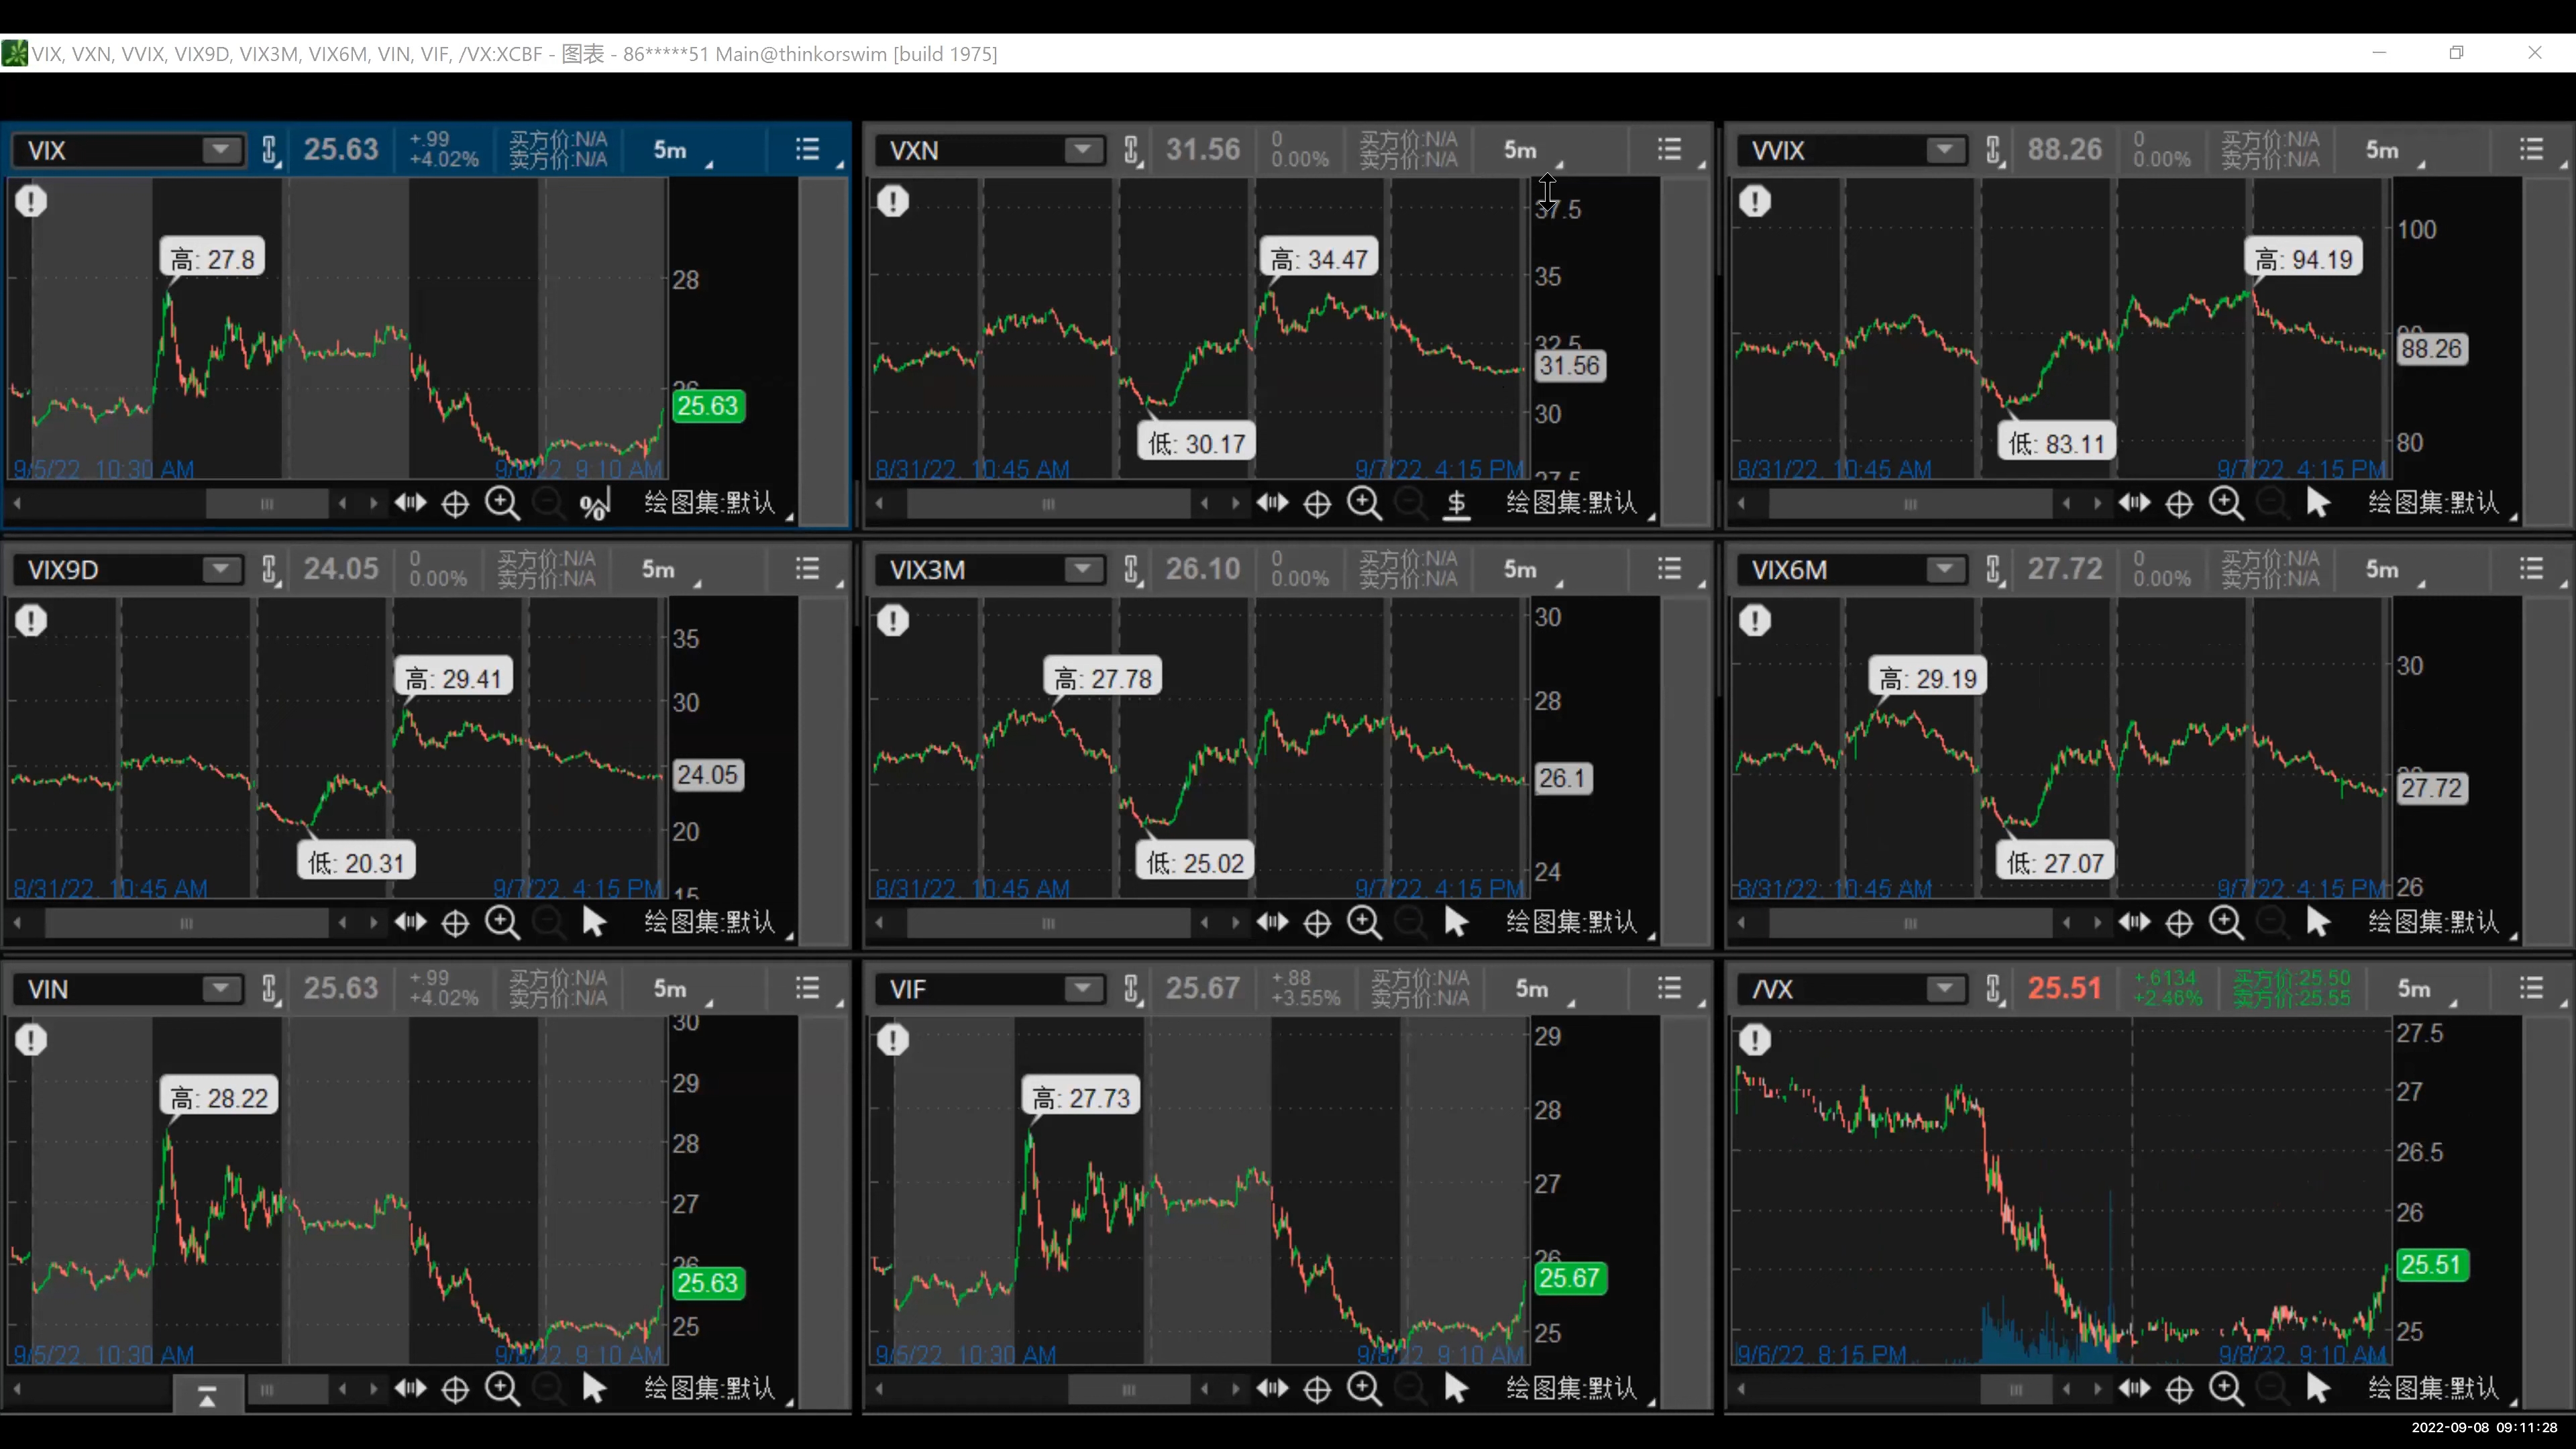 VIX, VXN, VVIX, VIX9D, VIX3M, VIX6M, VIN, VIF, /VX:XCBF - 图表 - 86*****51 Main@thinkorswim [build 1975]
VIX 25.63 +.99 +4.02% 买方价:N/A 卖方价:N/A 5m
高: 27.8
28
26
25.63
9/5/22, 10:30 AM 9/8/22, 9:10 AM
绘图集:默认
VXN 31.56 0 0.00% 买方价:N/A 卖方价:N/A 5m
37.5
高: 34.47
35
32.5
31.56
30
低: 30.17
27.5
8/31/22, 10:45 AM 9/7/22, 4:15 PM
绘图集:默认
VVIX 88.26 0 0.00% 买方价:N/A 卖方价:N/A 5m
100
高: 94.19
90
88.26
低: 83.11
80
8/31/22, 10:45 AM 9/7/22, 4:15 PM
绘图集:默认
VIX9D 24.05 0 0.00% 买方价:N/A 卖方价:N/A 5m
35
高: 29.41
30
24.05
20
低: 20.31
15
8/31/22, 10:45 AM 9/7/22, 4:15 PM
绘图集:默认
VIX3M 26.10 0 0.00% 买方价:N/A 卖方价:N/A 5m
30
高: 27.78
28
26.1
低: 25.02
24
8/31/22, 10:45 AM 9/7/22, 4:15 PM
绘图集:默认
VIX6M 27.72 0 0.00% 买方价:N/A 卖方价:N/A 5m
30
高: 29.19
28
27.72
低: 27.07
26
8/31/22, 10:45 AM 9/7/22, 4:15 PM
绘图集:默认
VIN 25.63 +.99 +4.02% 买方价:N/A 卖方价:N/A 5m
30
29
高: 28.22
28
27
26
25.63
25
9/5/22, 10:30 AM 9/8/22, 9:10 AM
绘图集:默认
VIF 25.67 +.88 +3.55% 买方价:N/A 卖方价:N/A 5m
29
高: 27.73
28
27
26
25.67
25
9/5/22, 10:30 AM 9/8/22, 9:10 AM
绘图集:默认
/VX 25.51 +.6134 +2.46% 买方价:25.50 卖方价:25.55 5m
27.5
27
26.5
26
25.51
25
9/6/22, 8:15 PM 9/8/22, 9:10 AM
绘图集:默认
2022-09-08 09:11:28